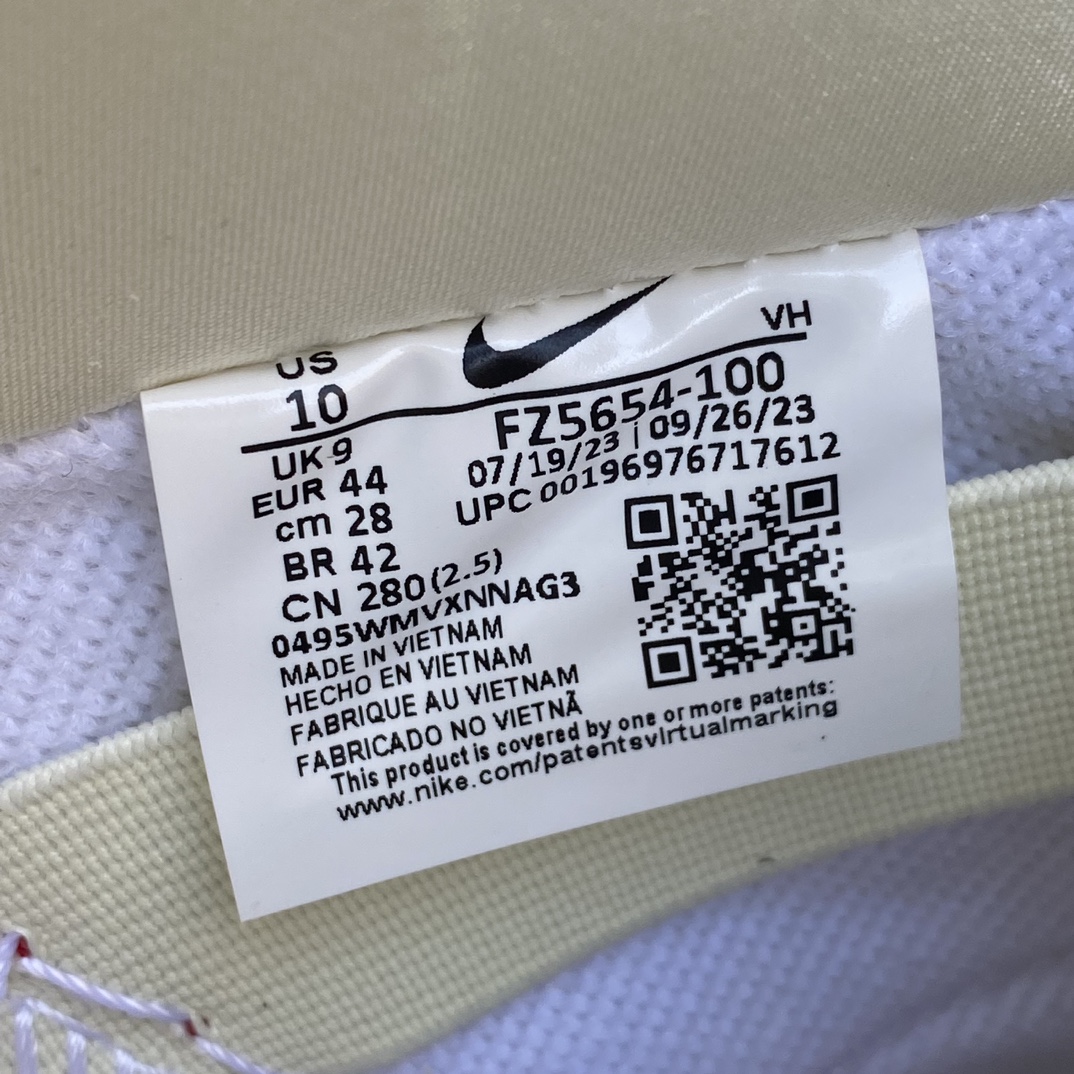 US
10
VH
FZ5654-100
07/19/23 | 09/26/23
UPC 00196976717612
UK 9
EUR 44
cm 28
BR 42
CN 280(2.5)
0495WMVXNNAG3
MADE IN VIETNAM
HECHO EN VIETNAM
FABRIQUE AU VIETNAM
FABRICADO NO VIETNÃ
This product is covered by one or more patents:
www.nike.com/patentsvirtualmarking